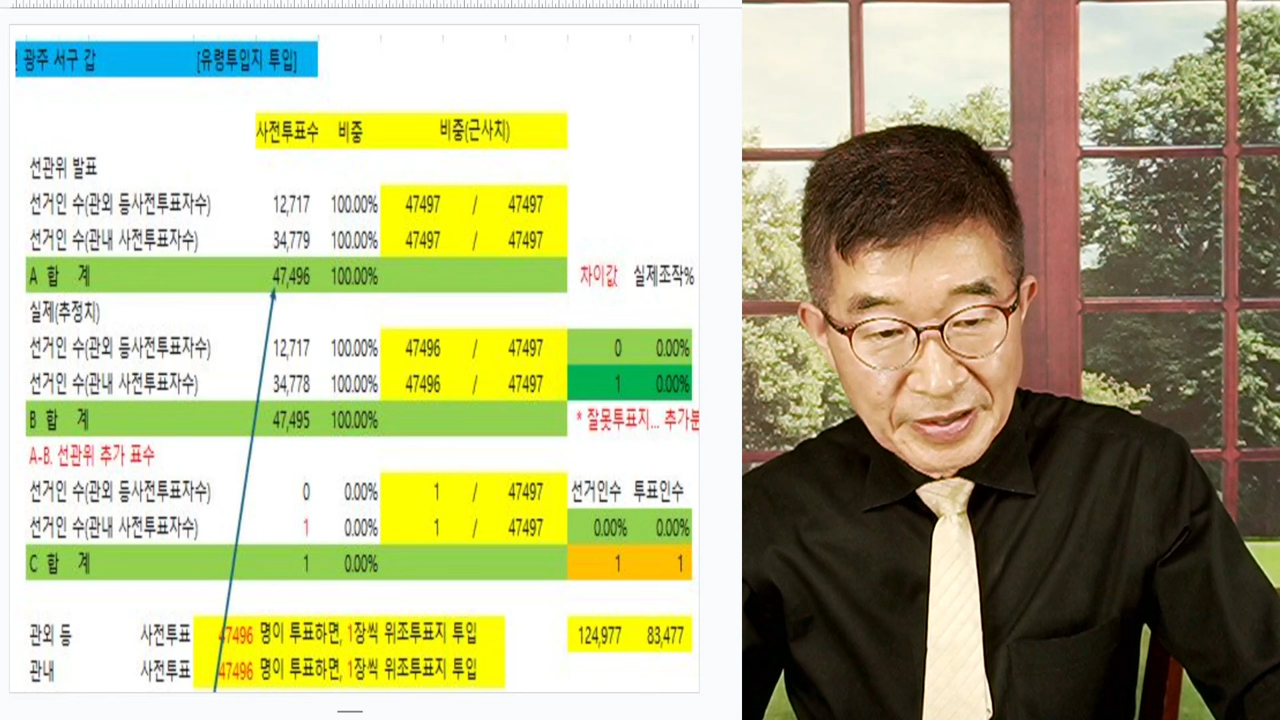 광주 서구 갑 [유령투입지 투입]
사전투표수 비중 비중(근사치)
선관위 발표
선거인 수(관외 등사전투표자수) 12,717 100.00% 47497 / 47497
선거인 수(관내 사전투표자수) 34,779 100.00% 47497 / 47497
A 합 계 47,496 100.00% 차이값 실제조작%
실제(추정치)
선거인 수(관외 등사전투표자수) 12,717 100.00% 47496 / 47497 0 0.00%
선거인 수(관내 사전투표자수) 34,778 100.00% 47496 / 47497 1 0.00%
B 합 계 47,495 100.00% * 잘못투표지... 추가분
A-B. 선관위 추가 표수
선거인 수(관외 등사전투표자수) 0 0.00% 1 / 47497 선거인수 투표인수
선거인 수(관내 사전투표자수) 1 0.00% 1 / 47497 0.00% 0.00%
C 합 계 1 0.00% 1 1
관외 등 사전투표 47496 명이 투표하면, 1장씩 위조투표지 투입 124,977 83,477
관내 사전투표 47496 명이 투표하면, 1장씩 위조투표지 투입